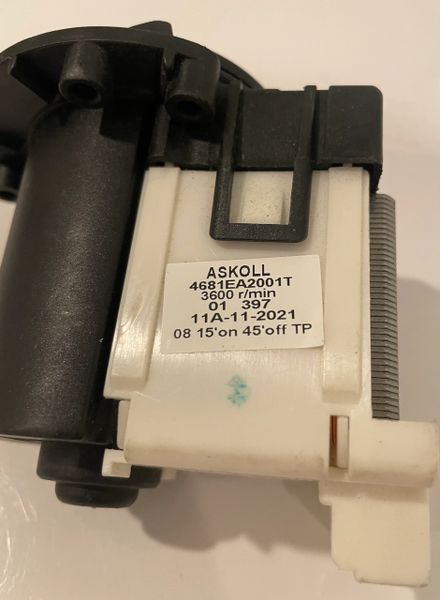 ASKOLL
4681EA2001T
3600 r/min
01 397
11A-11-2021
08 15'on 45'off TP